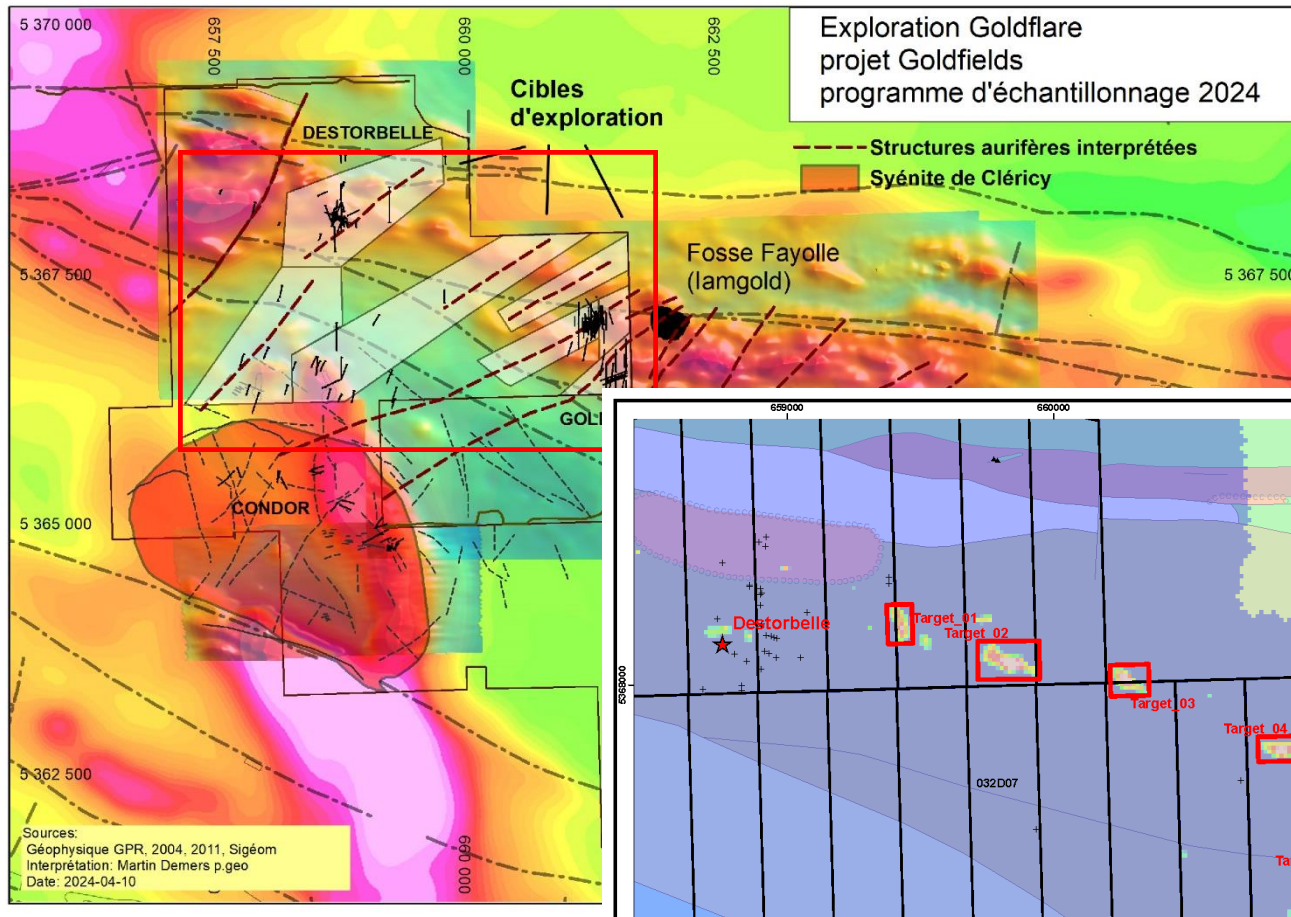 5 370 000
657 500
660 000
662 500
Exploration Goldflare
projet Goldfields
programme d'échantillonnage 2024
Structures aurifères interprétées
Syénite de Cléricy
Cibles
d'exploration
DESTORBELLE
Fosse Fayolle
(Iamgold)
5 367 500
5 367 500
GOL
CONDOR
5 365 000
5 362 500
660 000
Sources:
Géophysique GPR, 2004, 2011, Sigéom
Interprétation: Martin Demers p.geo
Date: 2024-04-10
659000
660000
5368000
Destorbelle
Target_01
Target_02
Target_03
Target_04
032D07
Ta